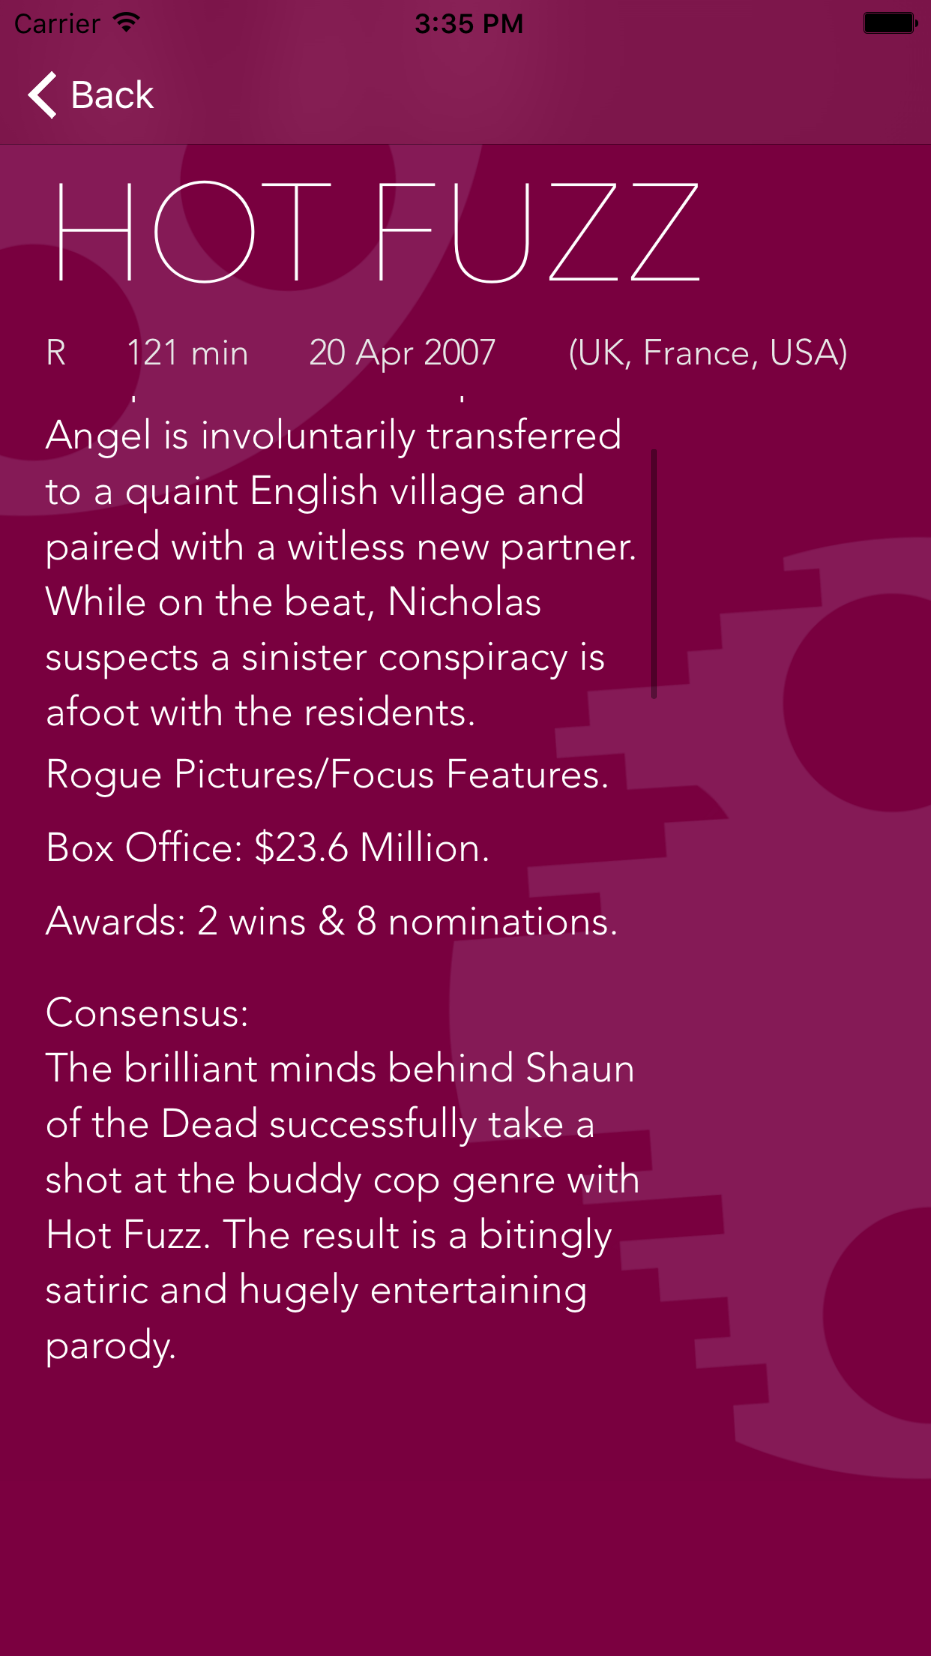 Carrier
3:35 PM
Back
HOT FUZZ
R 121 min 20 Apr 2007 (UK, France, USA)
Angel is involuntarily transferred
to a quaint English village and
paired with a witless new partner.
While on the beat, Nicholas
suspects a sinister conspiracy is
afoot with the residents.
Rogue Pictures/Focus Features.
Box Office: $23.6 Million.
Awards: 2 wins & 8 nominations.
Consensus:
The brilliant minds behind Shaun
of the Dead successfully take a
shot at the buddy cop genre with
Hot Fuzz. The result is a bitingly
satiric and hugely entertaining
parody.